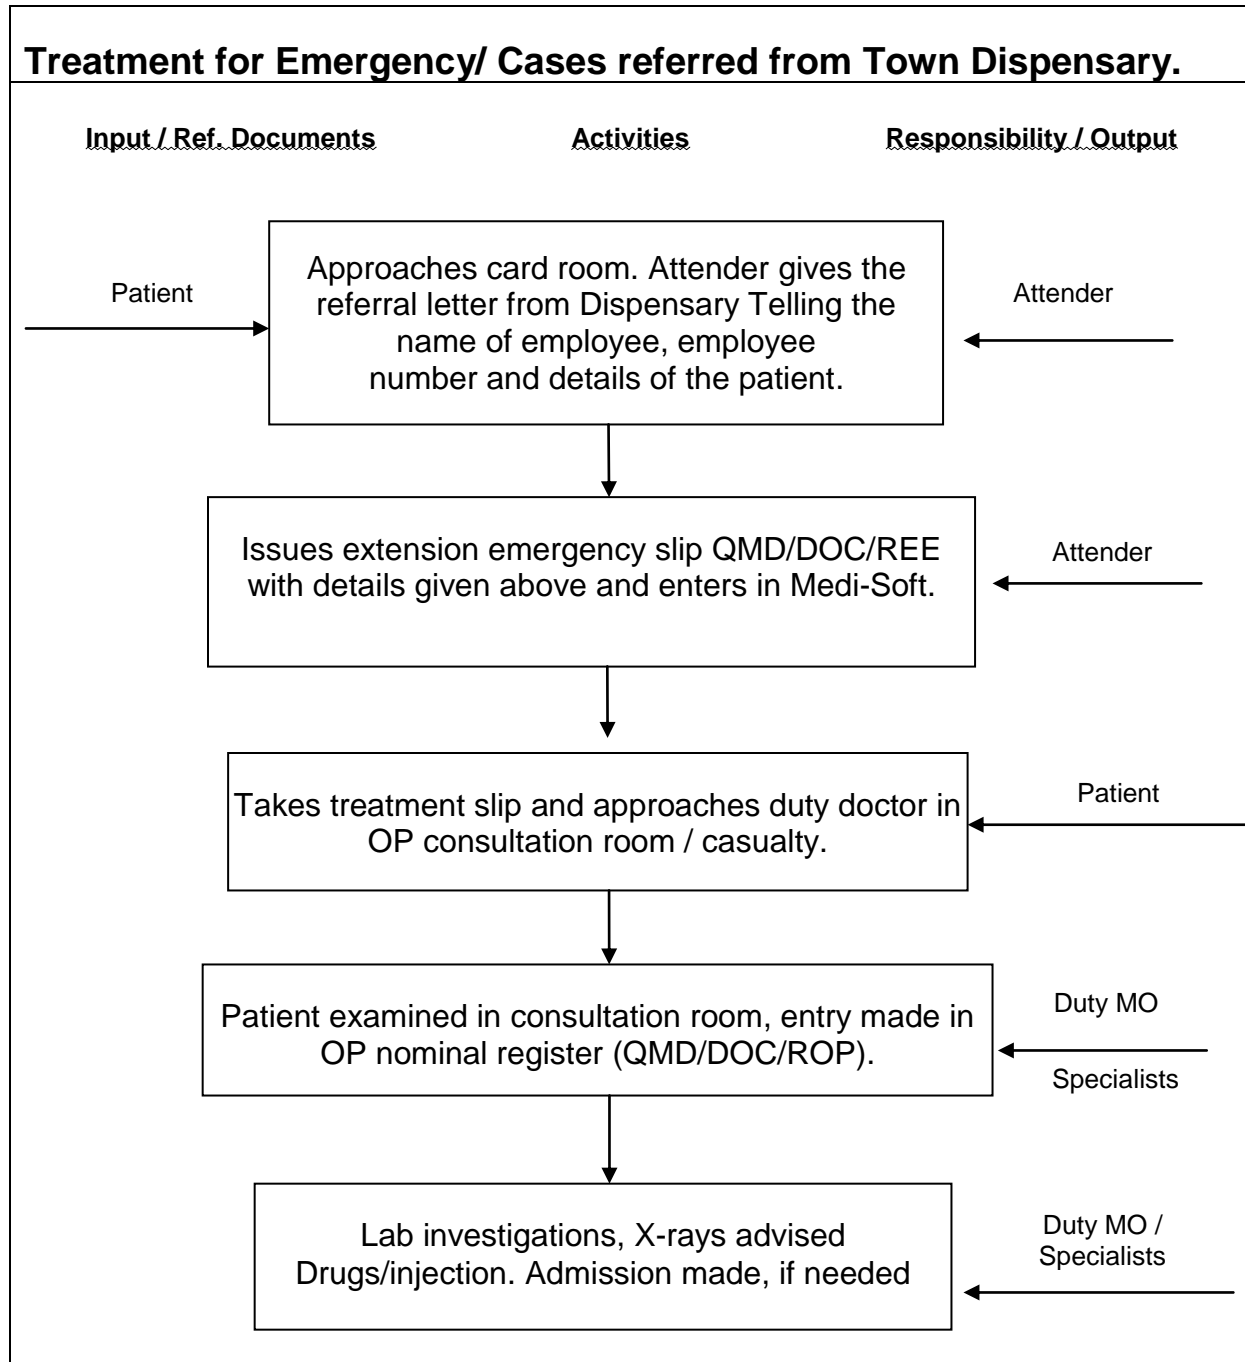 Treatment for Emergency/ Cases referred from Town Dispensary.
Input / Ref. Documents
Activities
Responsibility / Output
Patient
Approaches card room. Attender gives the
referral letter from Dispensary Telling the
name of employee, employee
number and details of the patient.
Attender
Issues extension emergency slip QMD/DOC/REE
with details given above and enters in Medi-Soft.
Attender
Takes treatment slip and approaches duty doctor in
OP consultation room / casualty.
Patient
Patient examined in consultation room, entry made in
OP nominal register (QMD/DOC/ROP).
Duty MO
Specialists
Lab investigations, X-rays advised
Drugs/injection. Admission made, if needed
Duty MO /
Specialists